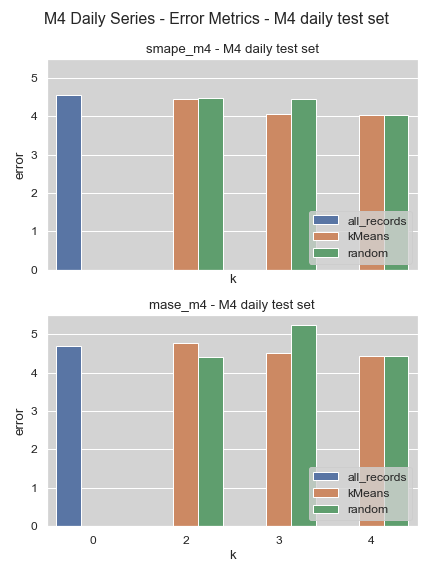 M4 Daily Series - Error Metrics - M4 daily test set
smape_m4 - M4 daily test set
5
4
3
2
1
0
error
all_records
kMeans
random
k
mase_m4 - M4 daily test set
5
4
3
2
1
0
error
all_records
kMeans
random
0 2 3 4
k